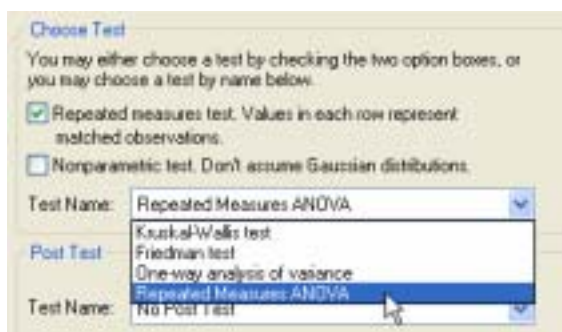 Choose Test
You may either choose a test by checking the two option boxes, or
you may choose a test by name below.
Repeated measures test. Values in each row represent
matched observations.
Nonparametric test. Don't assume Gaussian distributions.
Test Name: Repeated Measures ANOVA
Kruskal-Wallis test
Friedman test
Post Test
One-way analysis of variance
Repeated Measures ANOVA
Test Name: No Post Test